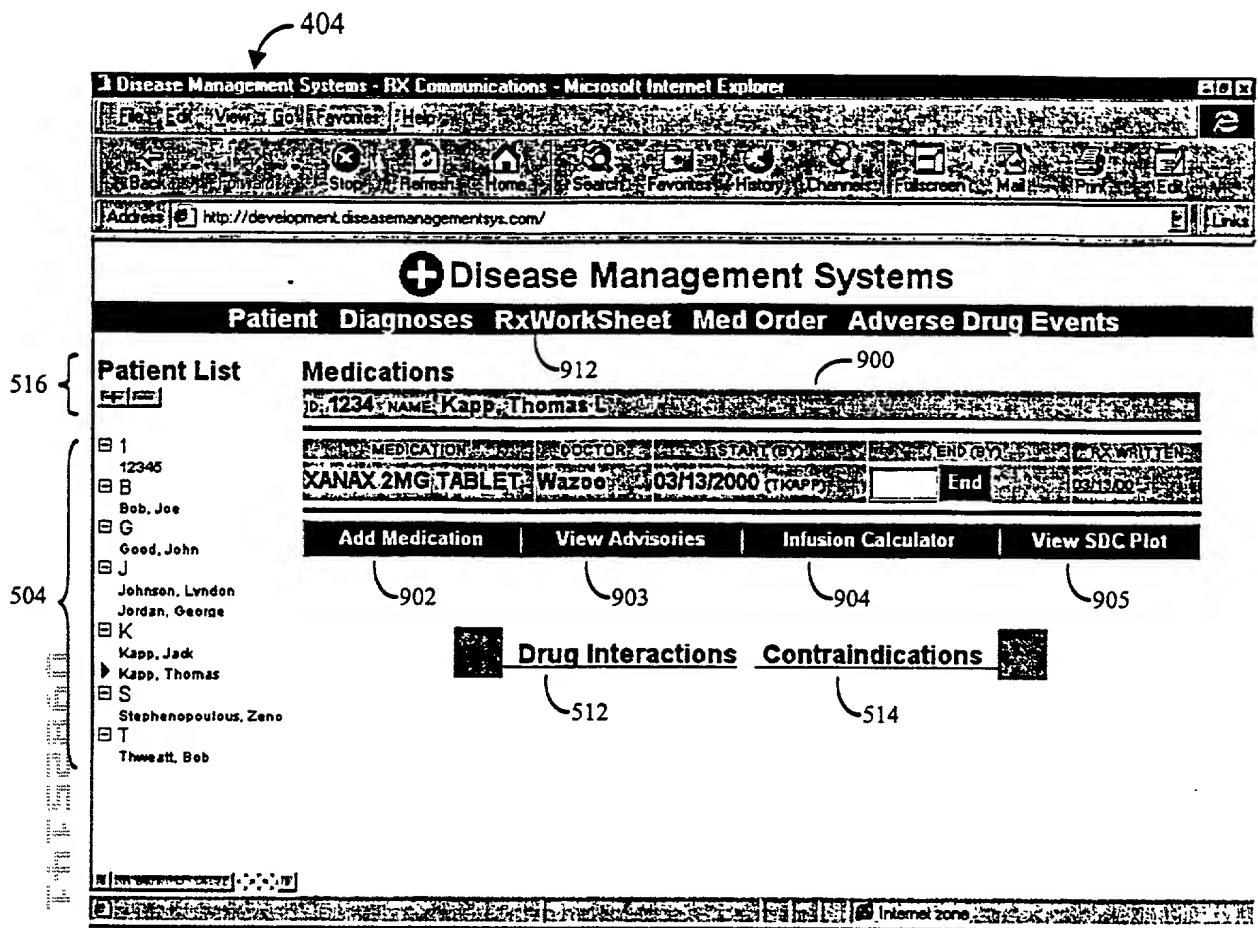 404
Disease Management Systems - RX Communications - Microsoft Internet Explorer
File Edit View Go Favorites Help
Back Forward Stop Refresh Home Search Favorites History Channels Fullscreen Mail Print Edit
Address http://development.diseasemanagementsys.com/ Links
Disease Management Systems
Patient Diagnoses RxWorkSheet Med Order Adverse Drug Events
912
900
516
Patient List
Medications
ID: 1234 NAME: Kapp, Thomas L
MEDICATION DOCTOR START (BY) END (BY) RX WRITTEN
XANAX 2MG TABLET Wazoo 03/13/2000 (TKAPP) End 03/13/00
Add Medication View Advisories Infusion Calculator View SDC Plot
902 903 904 905
504
1
12345
B
Bob, Joe
G
Good, John
J
Johnson, Lyndon
Jordan, George
K
Kapp, Jack
Kapp, Thomas
S
Stephenopoulous, Zeno
T
Thweatt, Bob
Drug Interactions Contraindications
512 514
Internet zone